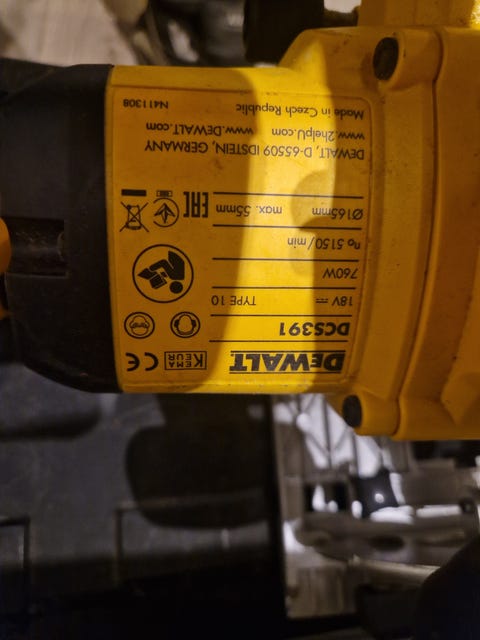 DEWALT
KEMA
KEUR
CE
DCS391
18V ⎓ TYPE 10
760W
n₀ 5150/min
Ø165mm max. 55mm
EAC
DEWALT, D-65509 IDSTEIN, GERMANY
www.2helpU.com www.DEWALT.com
Made in Czech Republic N411308